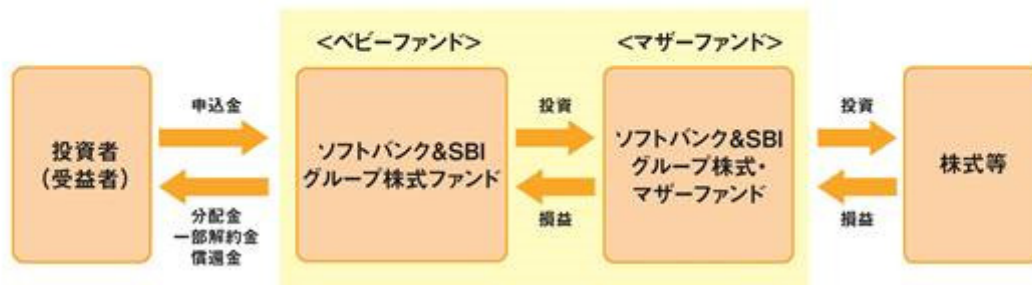 <ベビーファンド>
<マザーファンド>
投資者
(受益者)
申込金
分配金
一部解約金
償還金
ソフトバンク&SBI
グループ株式ファンド
投資
損益
ソフトバンク&SBI
グループ株式・
マザーファンド
投資
損益
株式等